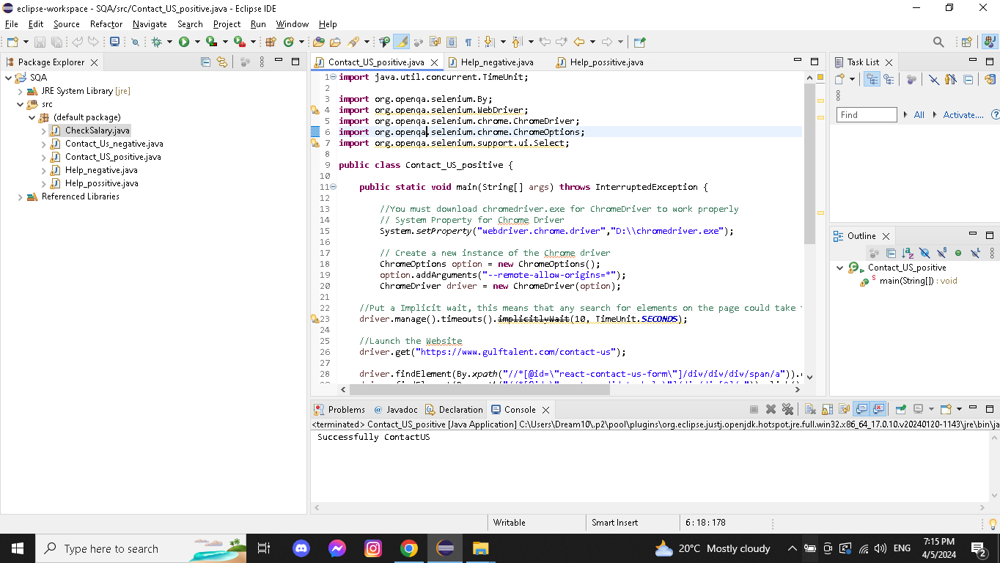 eclipse-workspace - SQA/src/Contact_US_positive.java - Eclipse IDE
File Edit Source Refactor Navigate Search Project Run Window Help
Package Explorer
SQA
JRE System Library [jre]
src
(default package)
CheckSalary.java
Contact_Us_negative.java
Contact_US_positive.java
Help_negative.java
Help_possitive.java
Referenced Libraries
Contact_US_positive.java Help_negative.java Help_possitive.java
1 import java.util.concurrent.TimeUnit;
2
3 import org.openqa.selenium.By;
4 import org.openqa.selenium.WebDriver;
5 import org.openqa.selenium.chrome.ChromeDriver;
6 import org.openqa.selenium.chrome.ChromeOptions;
7 import org.openqa.selenium.support.ui.Select;
8
9 public class Contact_US_positive {
10
11 public static void main(String[] args) throws InterruptedException {
12
13 //You must download chromedriver.exe for ChromeDriver to work properly
14 // System Property for Chrome Driver
15 System.setProperty("webdriver.chrome.driver","D:\\chromedriver.exe");
16
17 // Create a new instance of the Chrome driver
18 ChromeOptions option = new ChromeOptions();
19 option.addArguments("--remote-allow-origins=*");
20 ChromeDriver driver = new ChromeDriver(option);
21
22 //Put a Implicit wait, this means that any search for elements on the page could take
23 driver.manage().timeouts().implicitlyWait(10, TimeUnit.SECONDS);
24
25 //Launch the Website
26 driver.get("https://www.gulftalent.com/contact-us");
27
28 driver.findElement(By.xpath("//*[@id=\"react-contact-us-form\"]/div/div/div/span/a")).
Task List
Find All Activate....
Outline
Contact_US_positive
main(String[]) : void
Problems Javadoc Declaration Console
<terminated> Contact_US_positive [Java Application] C:\Users\Dream10\.p2\pool\plugins\org.eclipse.justj.openjdk.hotspot.jre.full.win32.x86_64_17.0.10.v20240120-1143\jre\bin\ja
Successfully ContactUS
Writable Smart Insert 6 : 18 : 178
Type here to search
20°C Mostly cloudy
ENG
7:15 PM
4/5/2024
2